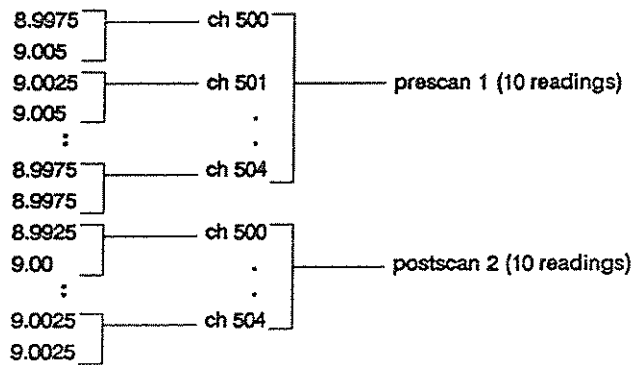 8.9975 ch 500
9.005
9.0025 ch 501 prescan 1 (10 readings)
9.005 .
: .
8.9975 ch 504
8.9975
8.9925 ch 500
9.00 . postscan 2 (10 readings)
: .
9.0025 ch 504
9.0025